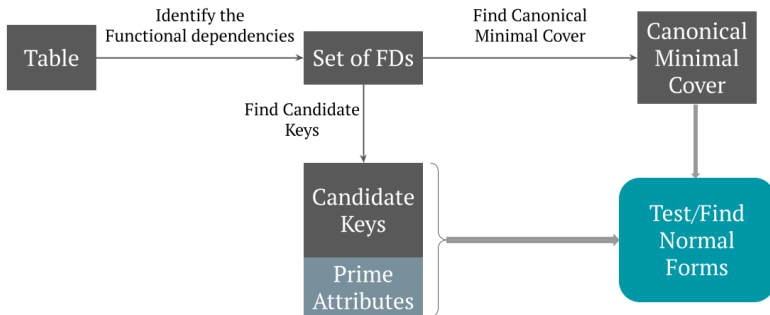 Identify the
Functional dependencies
Find Canonical
Minimal Cover
Table
Set of FDs
Canonical
Minimal
Cover
Find Candidate
Keys
Candidate
Keys
Prime
Attributes
Test/Find
Normal
Forms